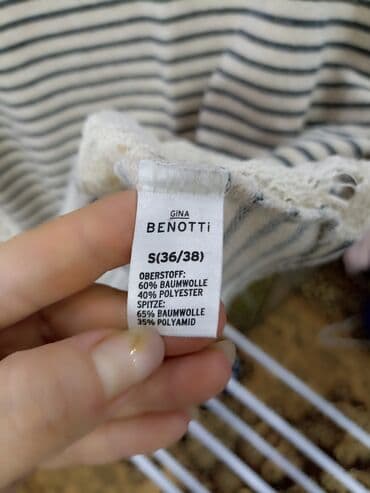 GINA
BENOTTi
S(36/38)
OBERSTOFF:
60% BAUMWOLLE
40% POLYESTER
SPITZE:
65% BAUMWOLLE
35% POLYAMID